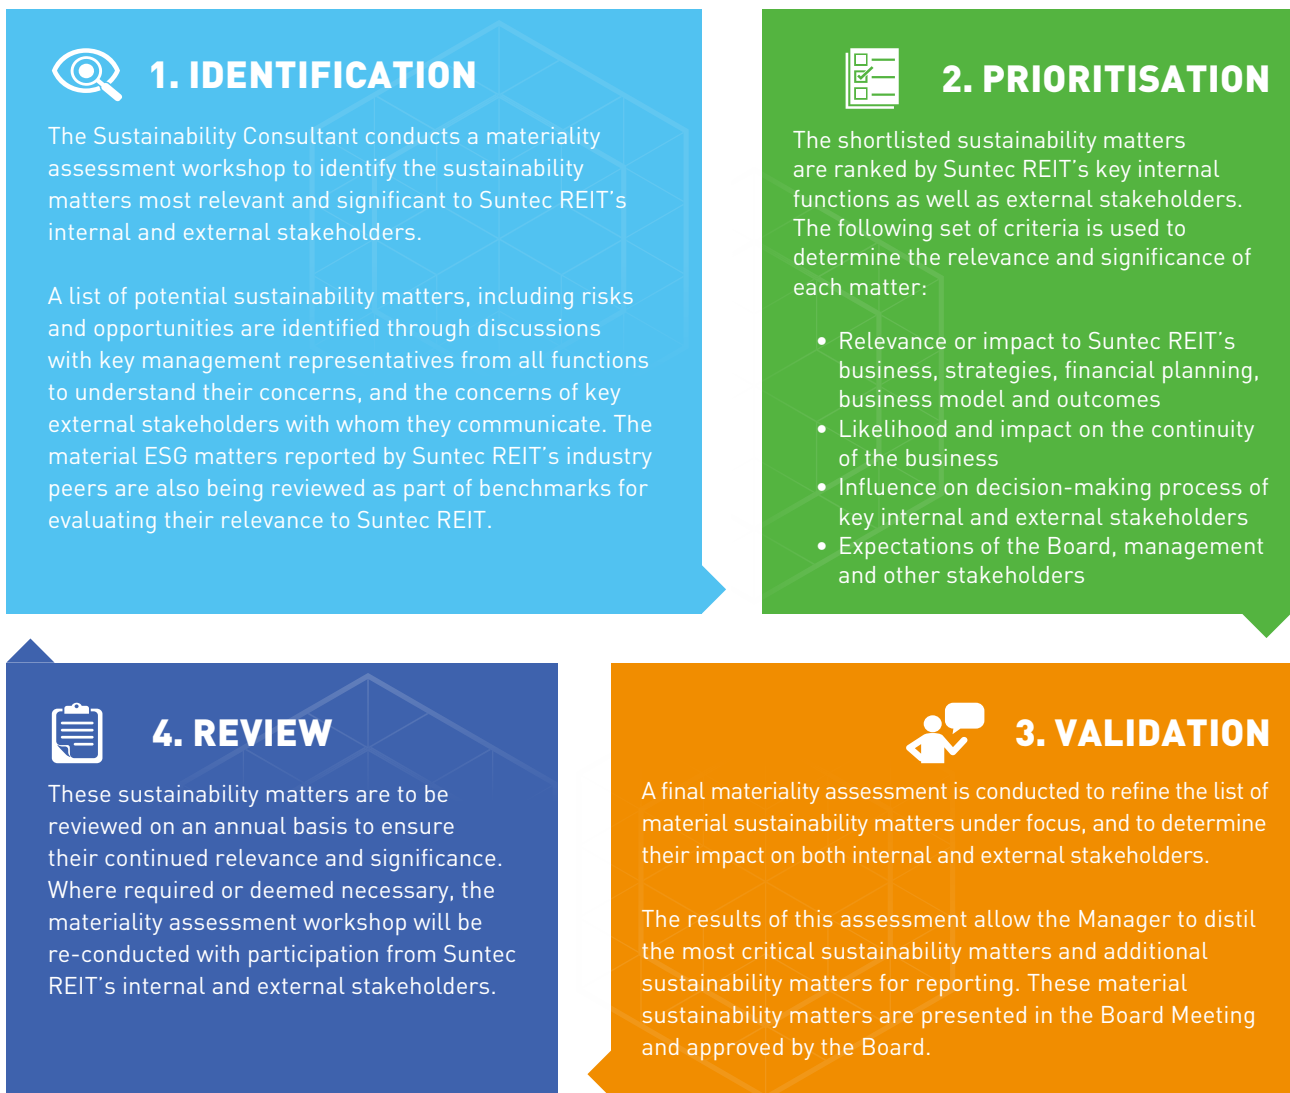 1. IDENTIFICATION
The Sustainability Consultant conducts a materiality
assessment workshop to identify the sustainability
matters most relevant and significant to Suntec REIT's
internal and external stakeholders.
A list of potential sustainability matters, including risks
and opportunities are identified through discussions
with key management representatives from all functions
to understand their concerns, and the concerns of key
external stakeholders with whom they communicate. The
material ESG matters reported by Suntec REIT's industry
peers are also being reviewed as part of benchmarks for
evaluating their relevance to Suntec REIT.
2. PRIORITISATION
The shortlisted sustainability matters
are ranked by Suntec REIT's key internal
functions as well as external stakeholders.
The following set of criteria is used to
determine the relevance and significance of
each matter:
• Relevance or impact to Suntec REIT's
business, strategies, financial planning,
business model and outcomes
• Likelihood and impact on the continuity
of the business
• Influence on decision-making process of
key internal and external stakeholders
• Expectations of the Board, management
and other stakeholders
3. VALIDATION
A final materiality assessment is conducted to refine the list of
material sustainability matters under focus, and to determine
their impact on both internal and external stakeholders.
The results of this assessment allow the Manager to distil
the most critical sustainability matters and additional
sustainability matters for reporting. These material
sustainability matters are presented in the Board Meeting
and approved by the Board.
4. REVIEW
These sustainability matters are to be
reviewed on an annual basis to ensure
their continued relevance and significance.
Where required or deemed necessary, the
materiality assessment workshop will be
re-conducted with participation from Suntec
REIT's internal and external stakeholders.